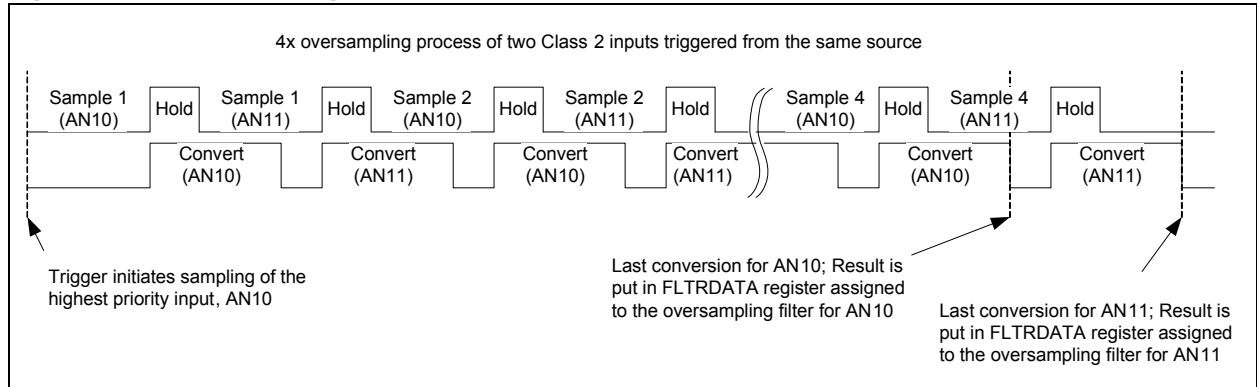 4x oversampling process of two Class 2 inputs triggered from the same source
Sample 1
(AN10)
Hold
Sample 1
(AN11)
Hold
Sample 2
(AN10)
Hold
Sample 2
(AN11)
Hold
Sample 4
(AN10)
Hold
Sample 4
(AN11)
Hold
Convert
(AN10)
Convert
(AN11)
Convert
(AN10)
Convert
(AN11)
Convert
(AN10)
Convert
(AN11)
Trigger initiates sampling of the
highest priority input, AN10
Last conversion for AN10; Result is
put in FLTRDATA register assigned
to the oversampling filter for AN10
Last conversion for AN11; Result is
put in FLTRDATA register assigned
to the oversampling filter for AN11